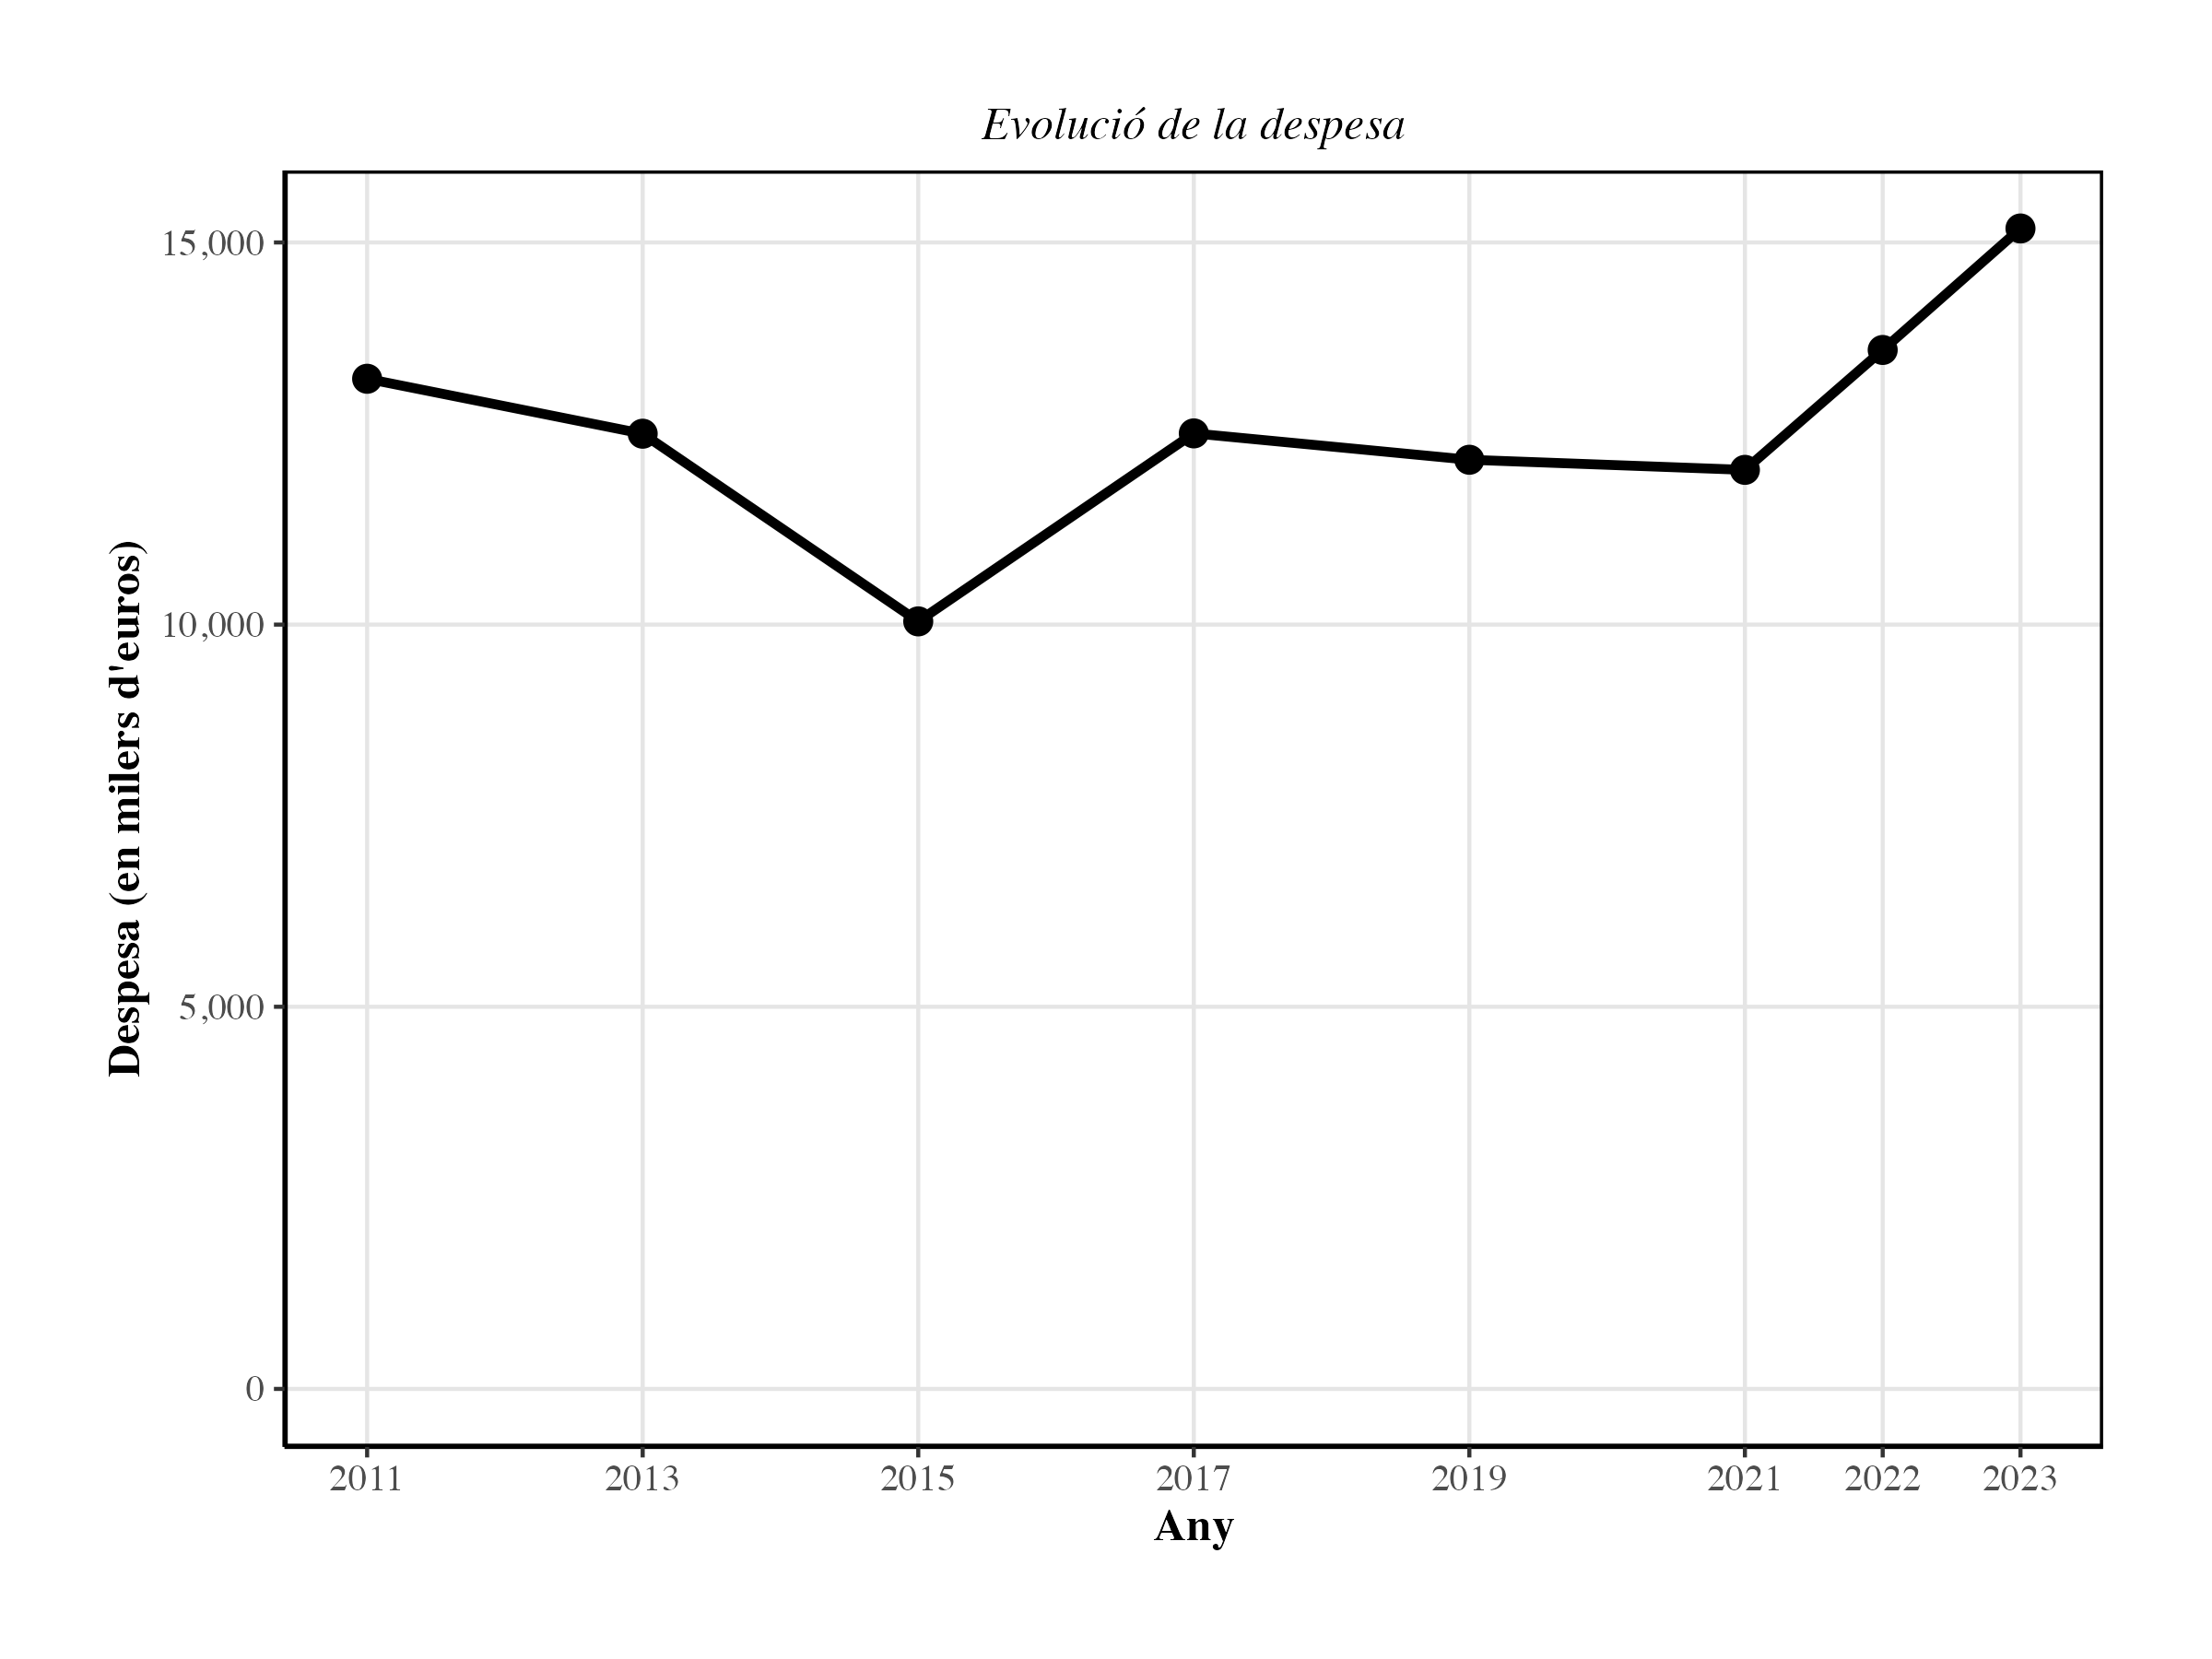 Evolució de la despesa
Despesa (en milers d'euros)
15,000
10,000
5,000
0
2011 2013 2015 2017 2019 2021 2022 2023
Any